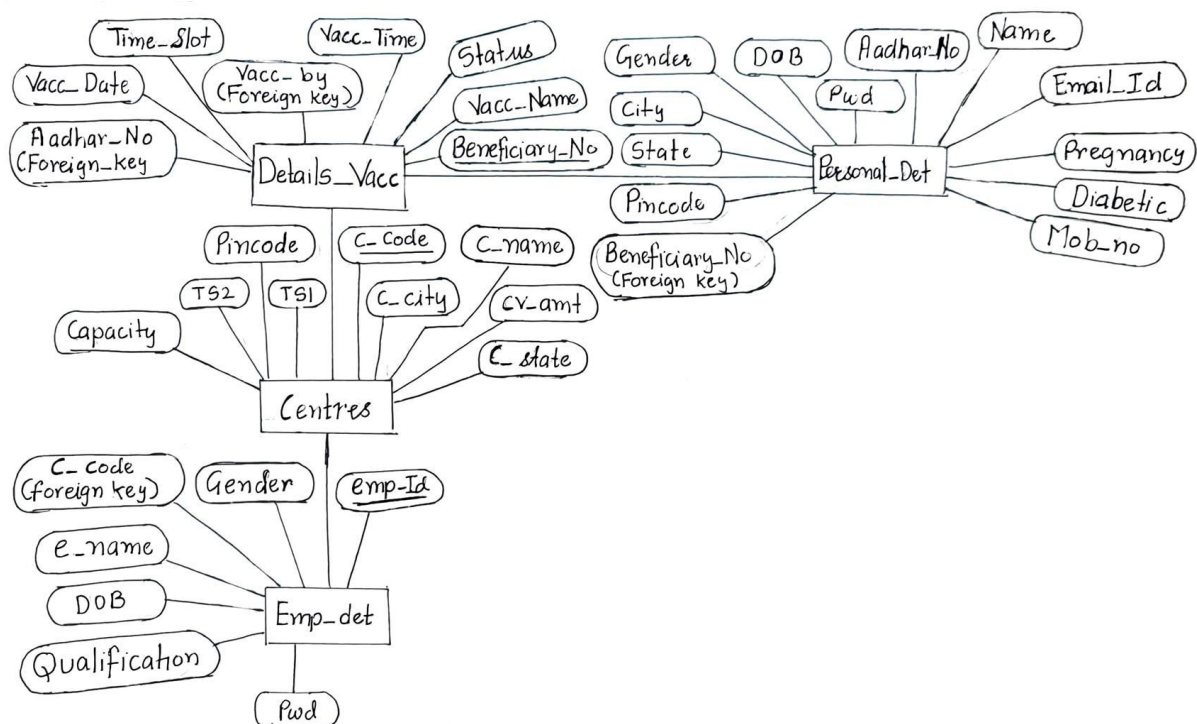 Time_Slot
Vacc_Time
Status
Vacc_Date
Vacc_by
(Foreign key)
Vacc_Name
Aadhar_No
(Foreign_key
Beneficiary_No
Details_Vacc
Gender
DOB
Aadhar_No
Name
Pwd
Email_Id
City
State
Pregnancy
Personal_Det
Diabetic
Pincode
Mob_no
Beneficiary_No
(Foreign key)
Pincode
C_Code
C_name
TS2
TS1
C_city
CV_amt
Capacity
C_state
Centres
C_code
(foreign key)
Gender
emp_Id
e_name
DOB
Emp_det
Qualification
Pwd